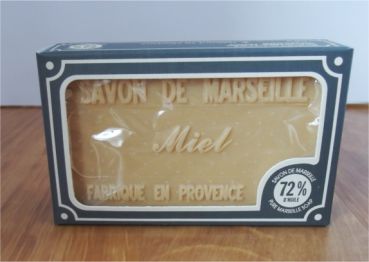 SAVON DE MARSEILLE
Miel
FABRIQUE EN PROVENCE
SAVON DE MARSEILLE
72%
D'HUILE
PURE MARSEILLE SOAP